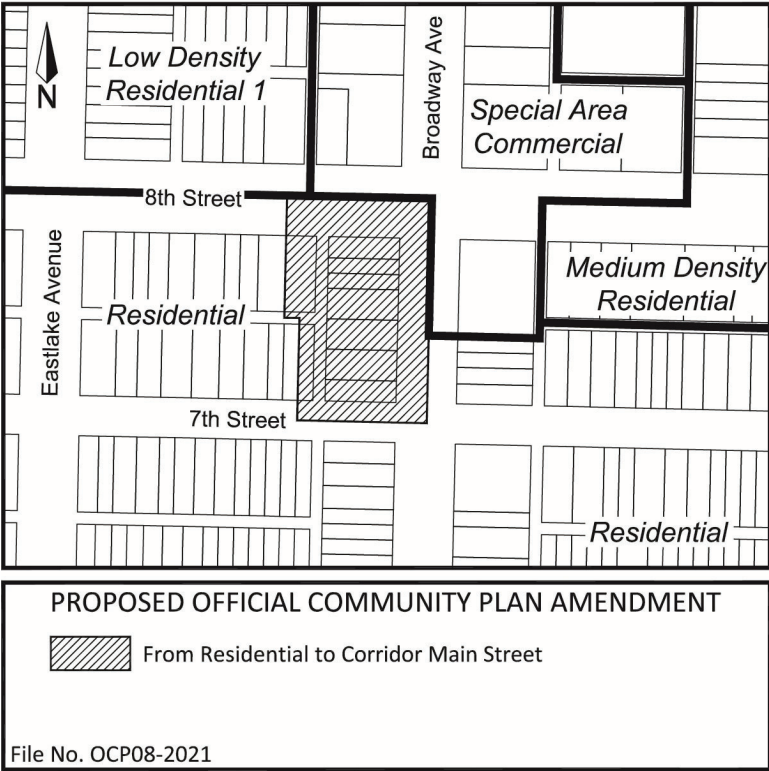 Low Density
Residential 1
N
Broadway Ave
Special Area
Commercial
8th Street
Eastlake Avenue
Residential
Medium Density
Residential
7th Street
Residential
PROPOSED OFFICIAL COMMUNITY PLAN AMENDMENT
From Residential to Corridor Main Street
File No. OCP08-2021